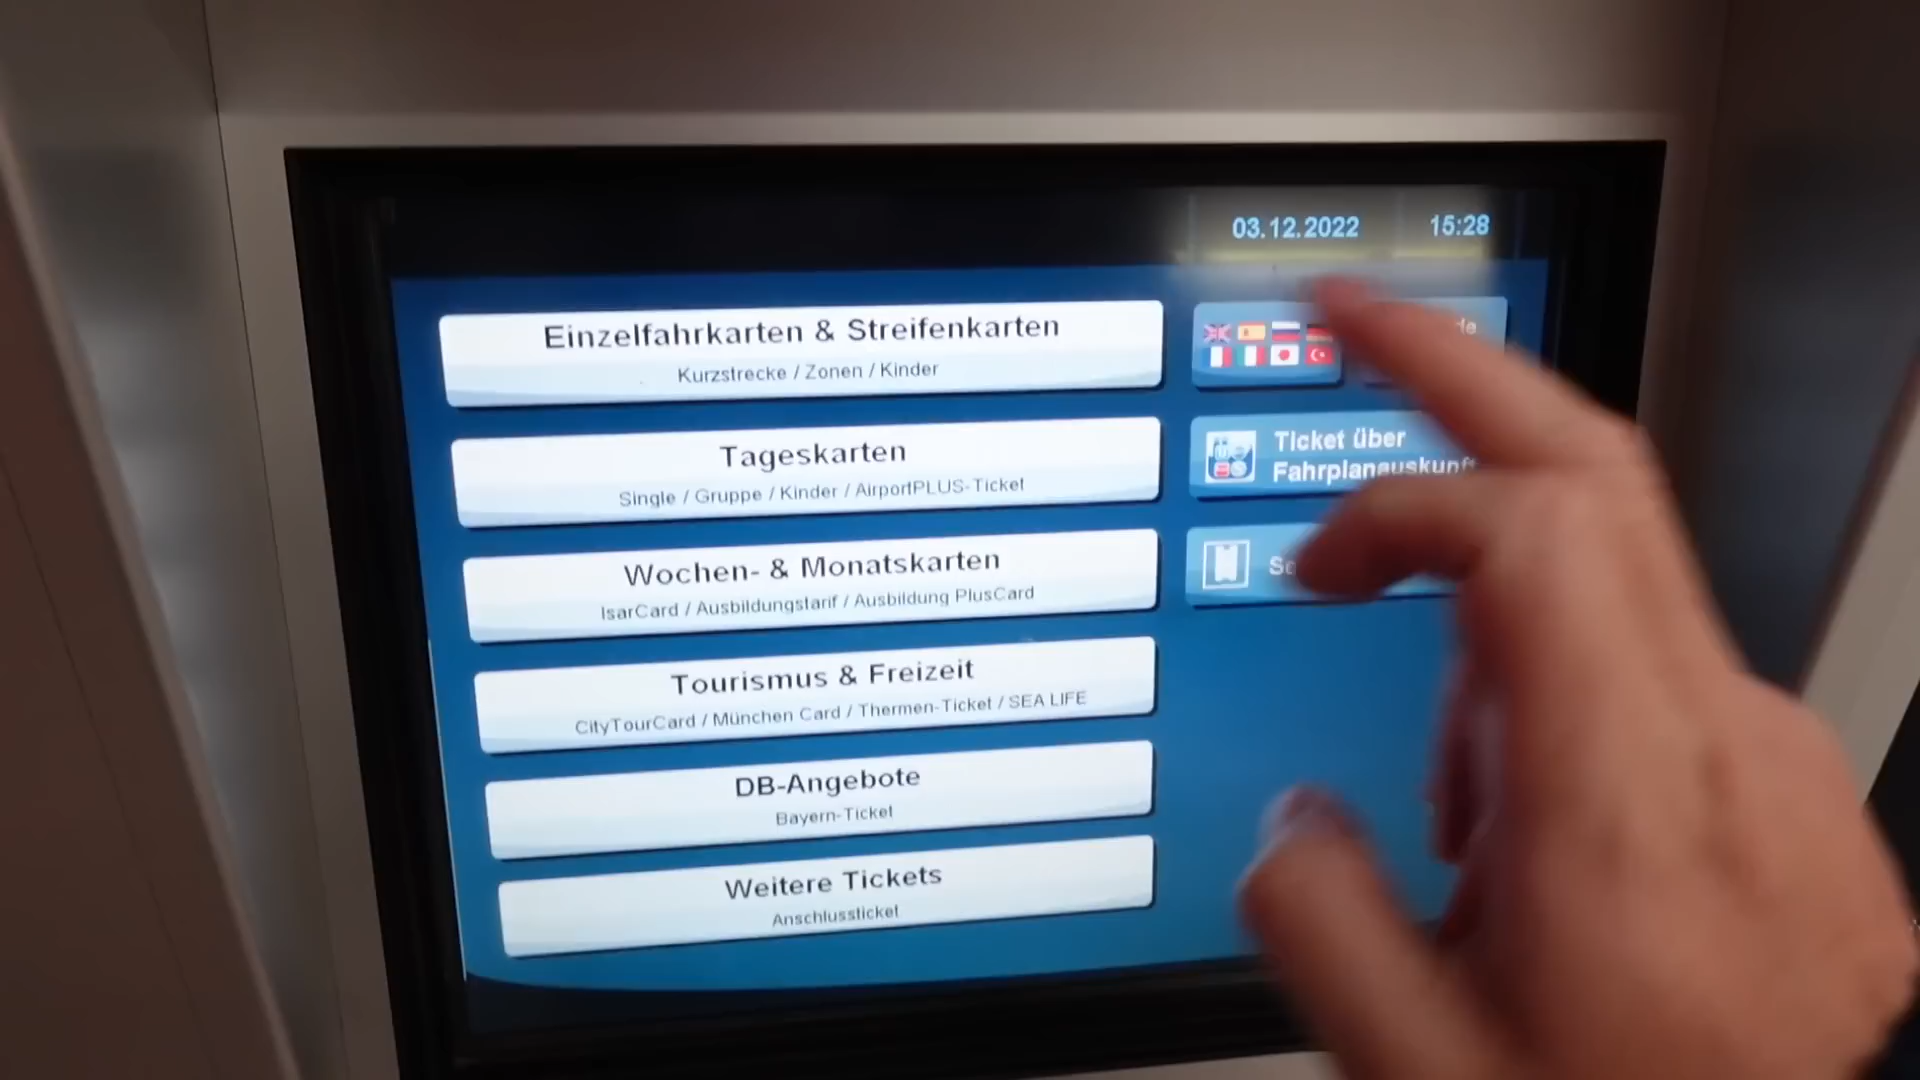 03.12.2022 15:28
Einzelfahrkarten & Streifenkarten
Kurzstrecke / Zonen / Kinder
Tageskarten
Single / Gruppe / Kinder / AirportPLUS-Ticket
Wochen- & Monatskarten
IsarCard / Ausbildungstarif / Ausbildung PlusCard
Tourismus & Freizeit
CityTourCard / München Card / Thermen-Ticket / SEA LIFE
DB-Angebote
Bayern-Ticket
Weitere Tickets
Anschlussticket
Ticket über
Fahrplanauskunft